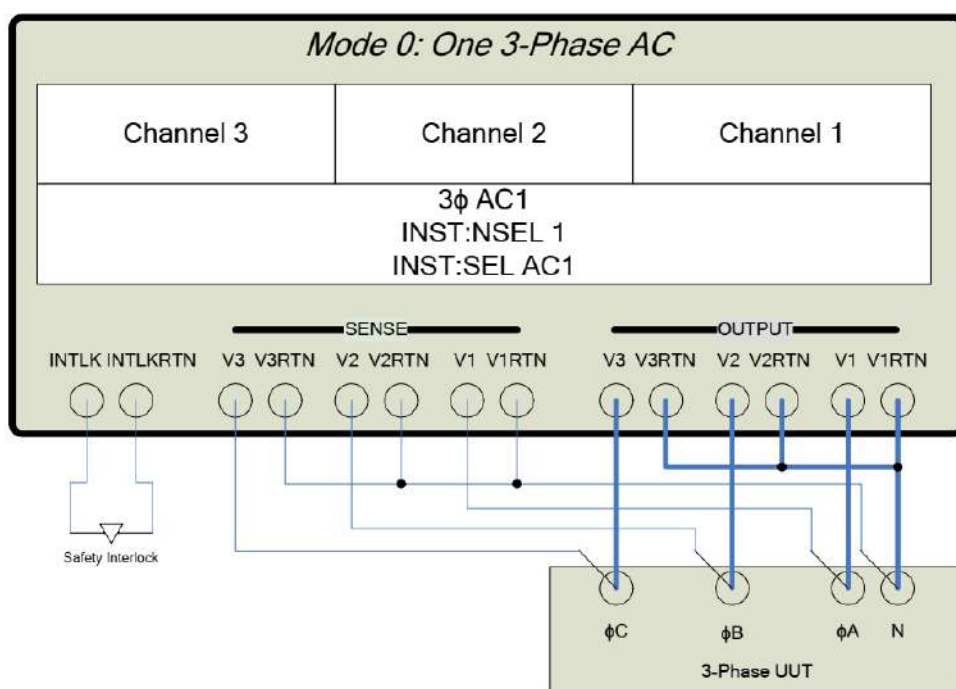 Mode 0: One 3-Phase AC
Channel 3 Channel 2 Channel 1
3ϕ AC1
INST:NSEL 1
INST:SEL AC1
SENSE OUTPUT
INTLK INTLKRTN V3 V3RTN V2 V2RTN V1 V1RTN V3 V3RTN V2 V2RTN V1 V1RTN
Safety Interlock
ϕC ϕB ϕA N
3-Phase UUT